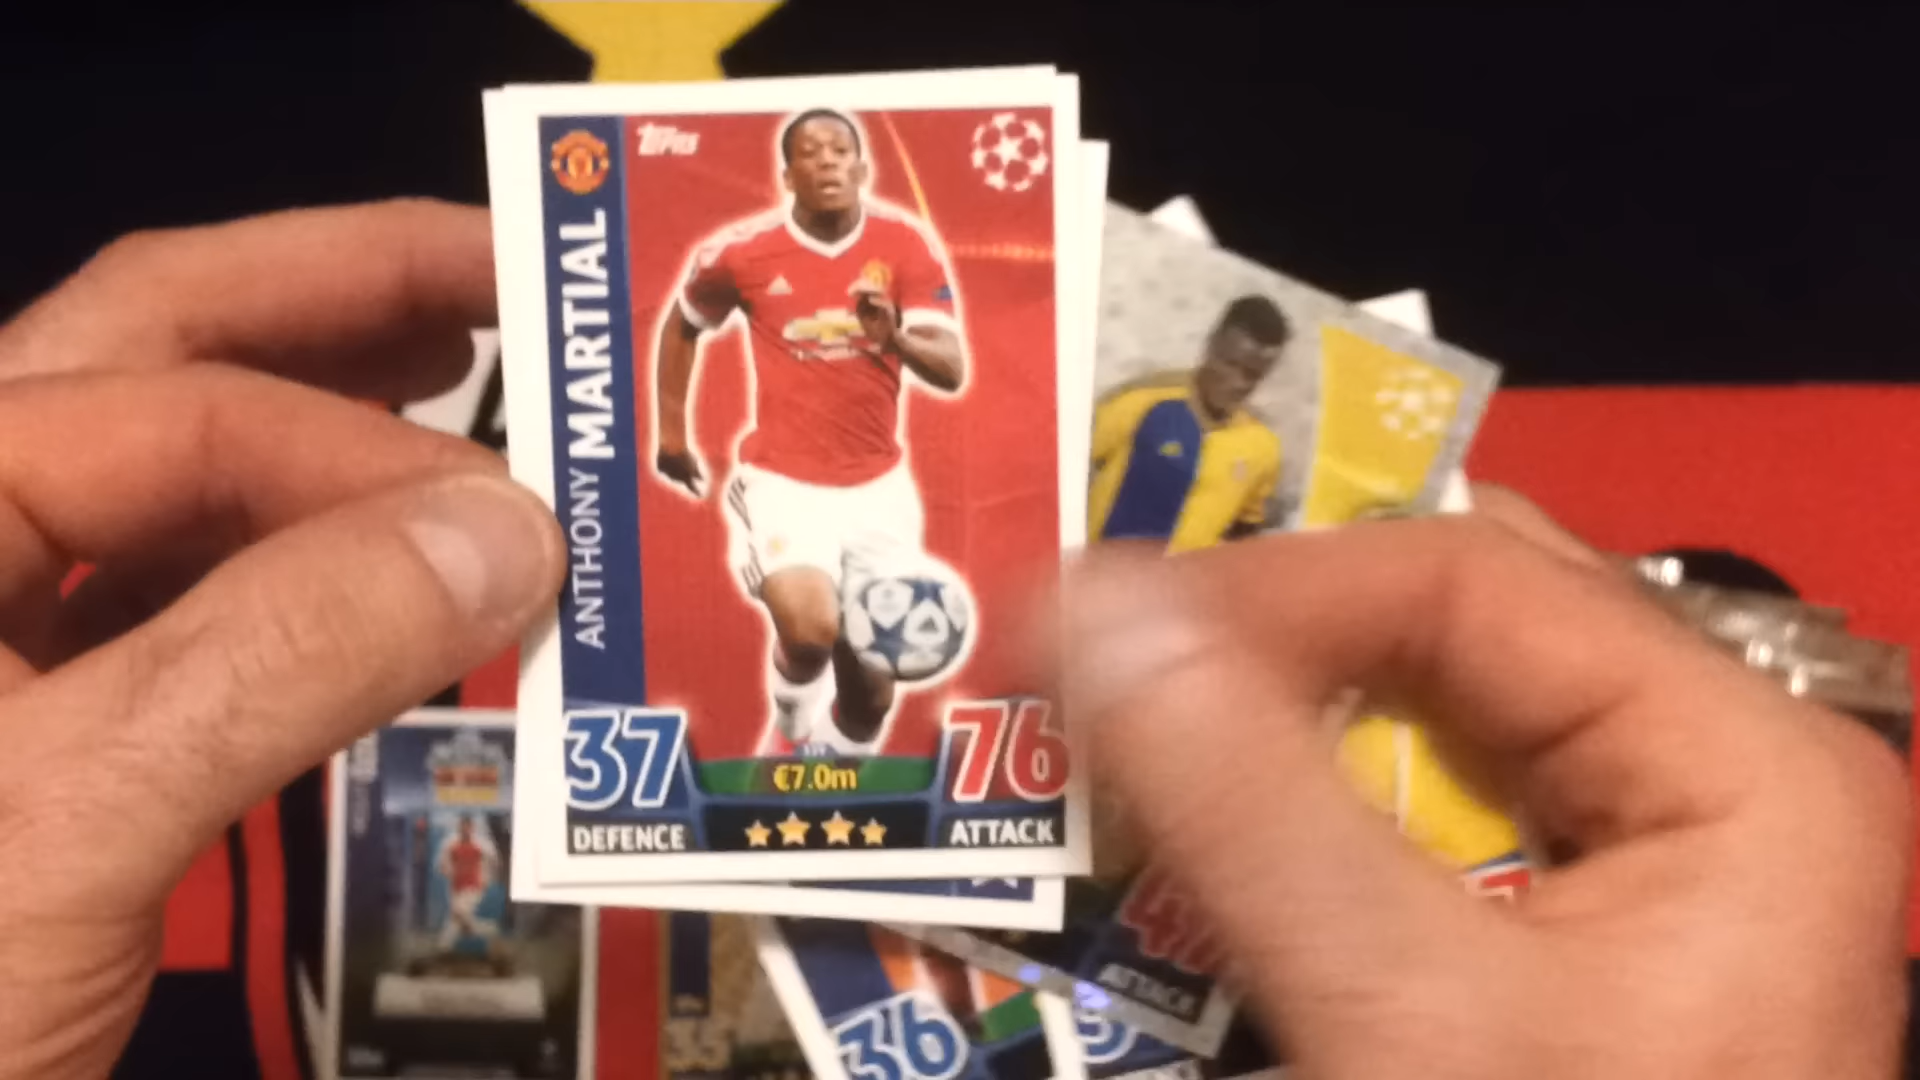 Topps
ANTHONY MARTIAL
37
76
€7.0m
DEFENCE
ATTACK
ATTACK
36